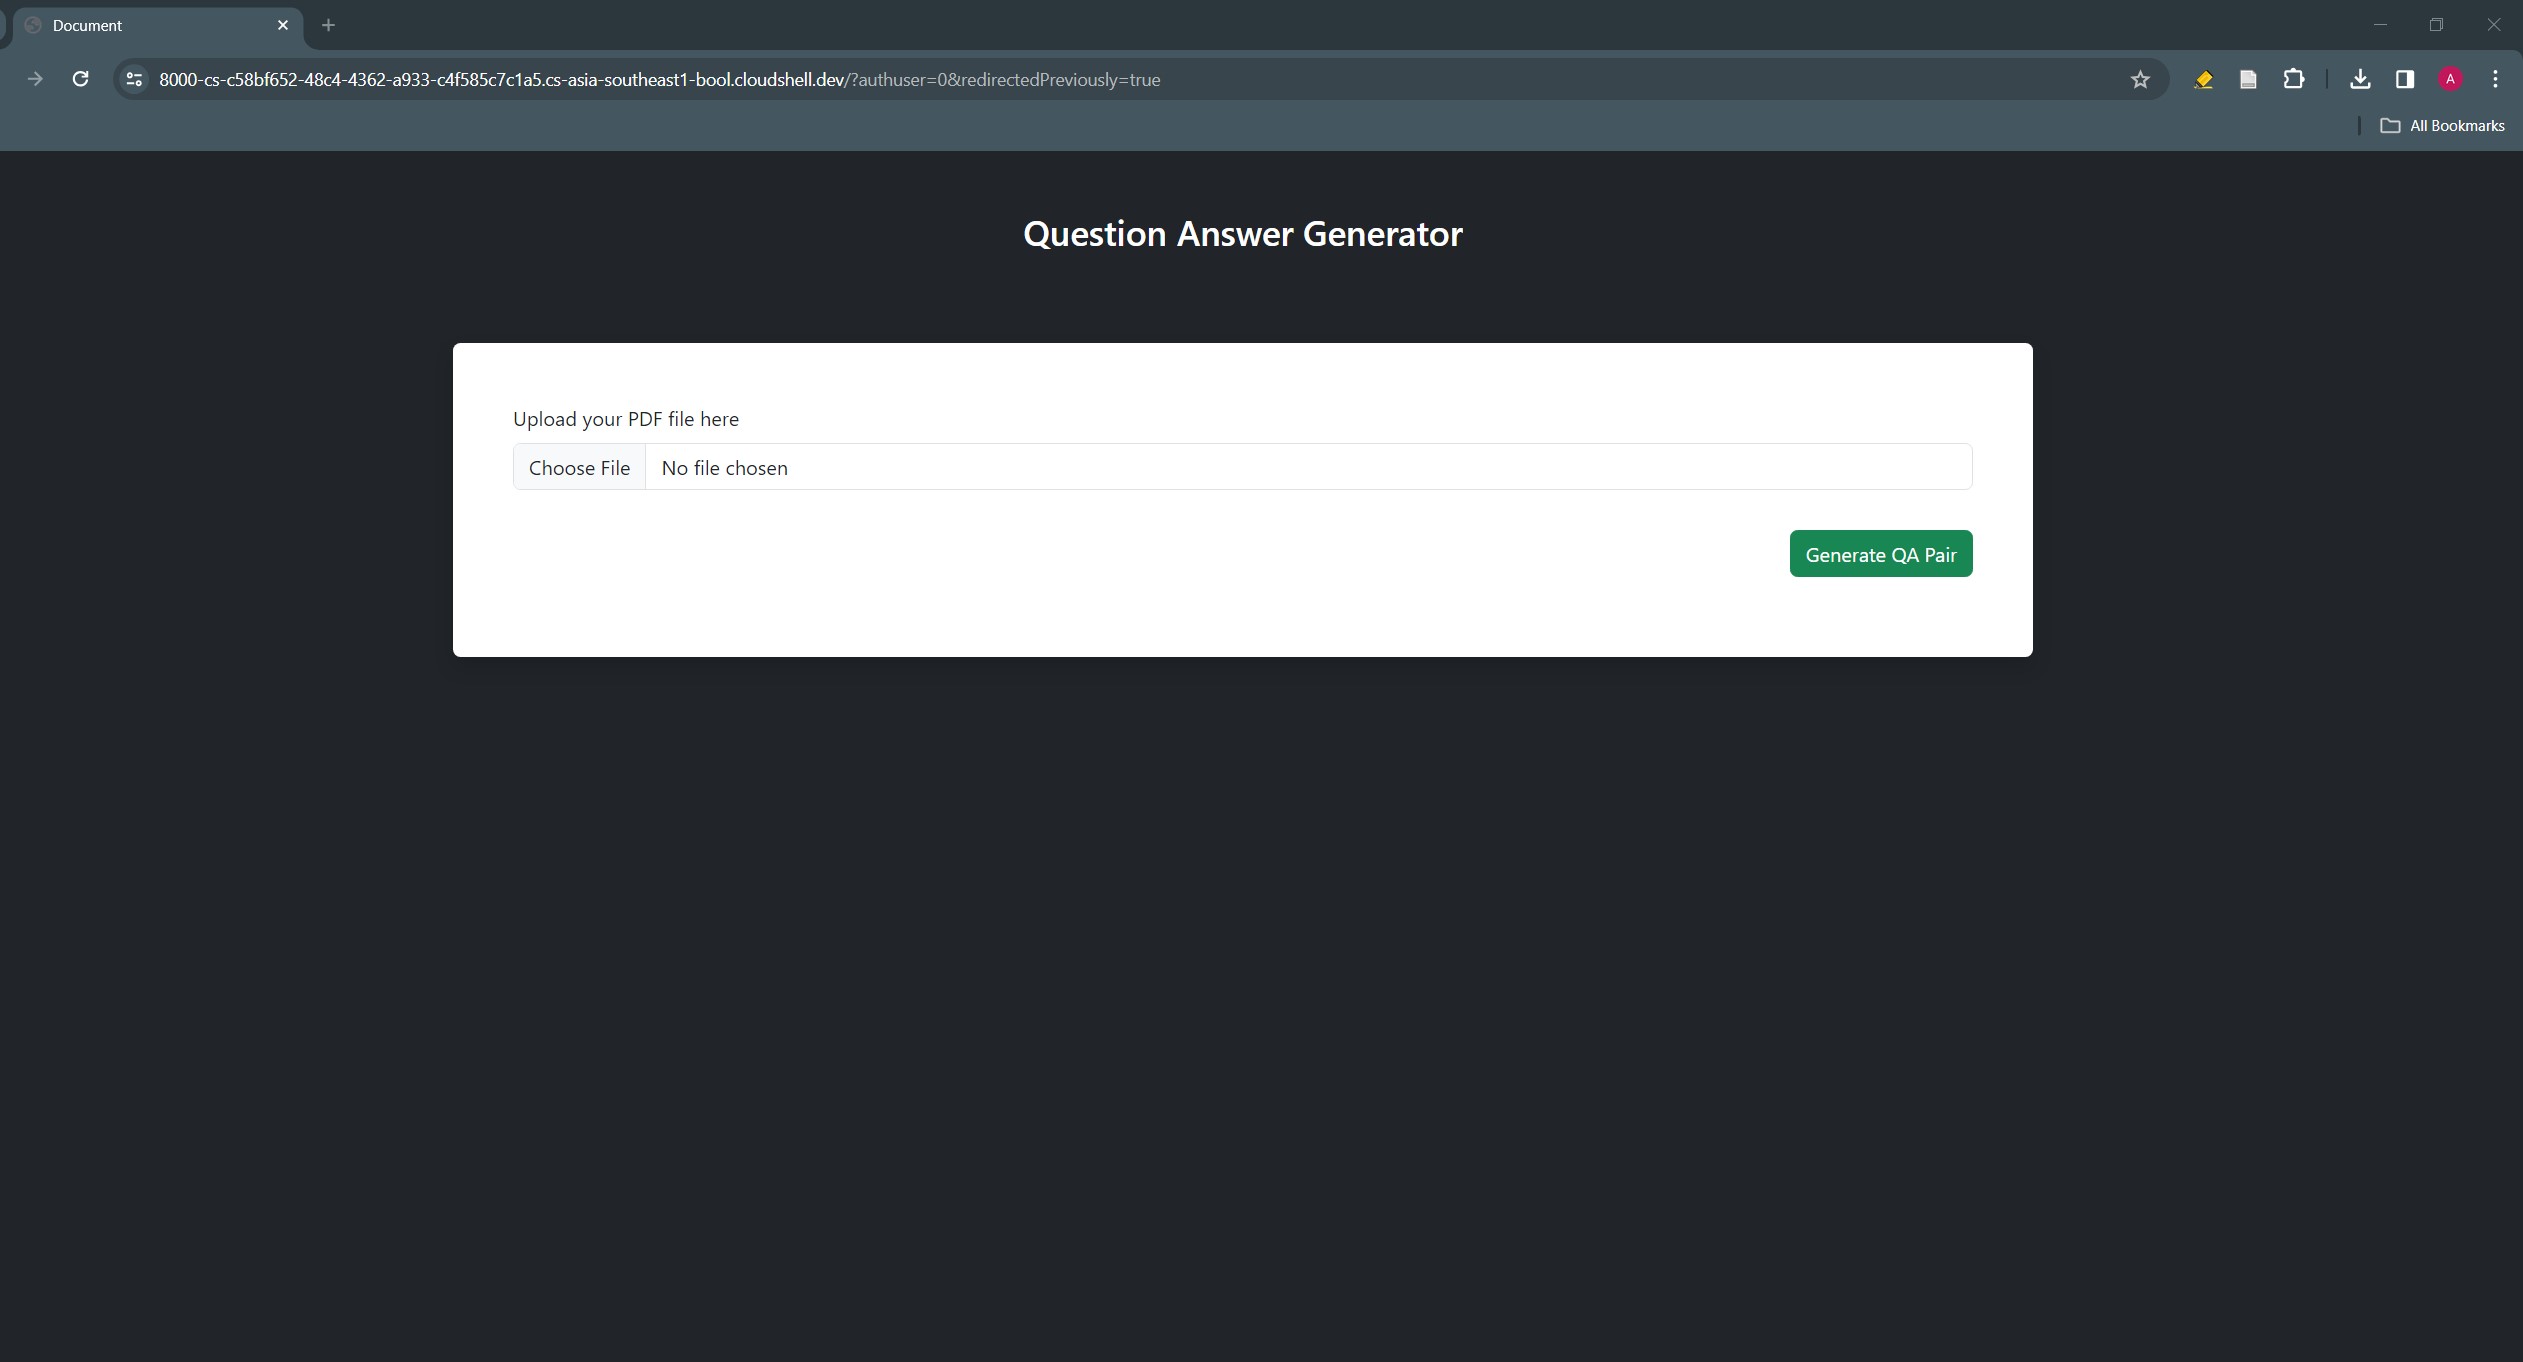 Document
8000-cs-c58bf652-48c4-4362-a933-c4f585c7c1a5.cs-asia-southeast1-bool.cloudshell.dev/?authuser=0&redirectedPreviously=true
A
All Bookmarks
Question Answer Generator
Upload your PDF file here
Choose File No file chosen
Generate QA Pair